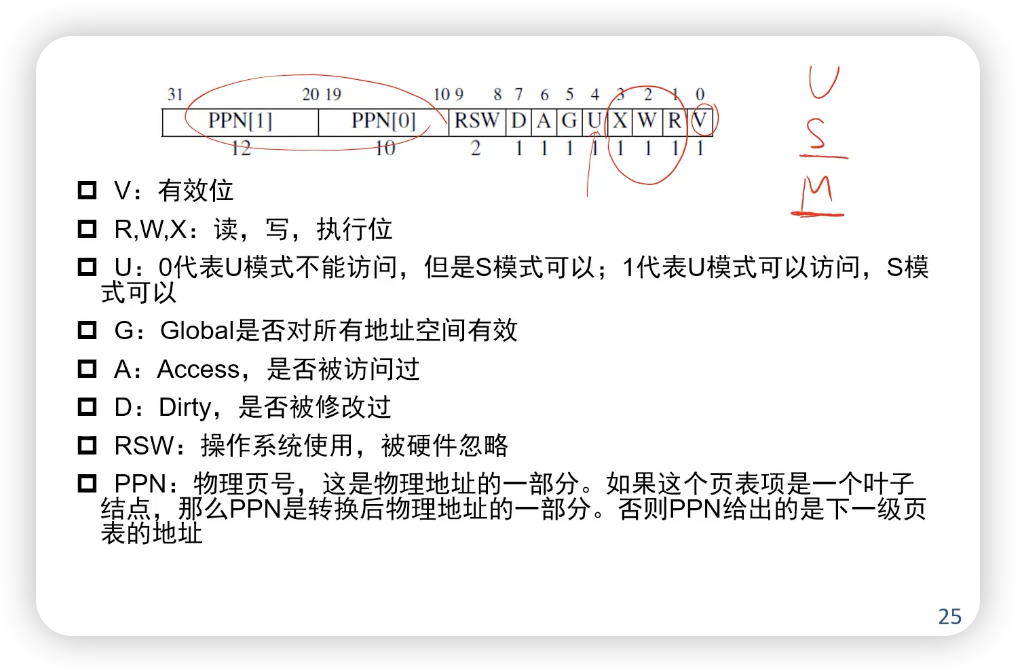 31 20 19 10 9 8 7 6 5 4 3 2 1 0
PPN[1] PPN[0] RSW D A G U X W R V
12 10 2 1 1 1 1 1 1 1 1
U
S
M
V：有效位
R,W,X：读，写，执行位
U：0代表U模式不能访问，但是S模式可以；1代表U模式可以访问，S模
式可以
G：Global是否对所有地址空间有效
A：Access，是否被访问过
D：Dirty，是否被修改过
RSW：操作系统使用，被硬件忽略
PPN：物理页号，这是物理地址的一部分。如果这个页表项是一个叶子
结点，那么PPN是转换后物理地址的一部分。否则PPN给出的是下一级页
表的地址
25